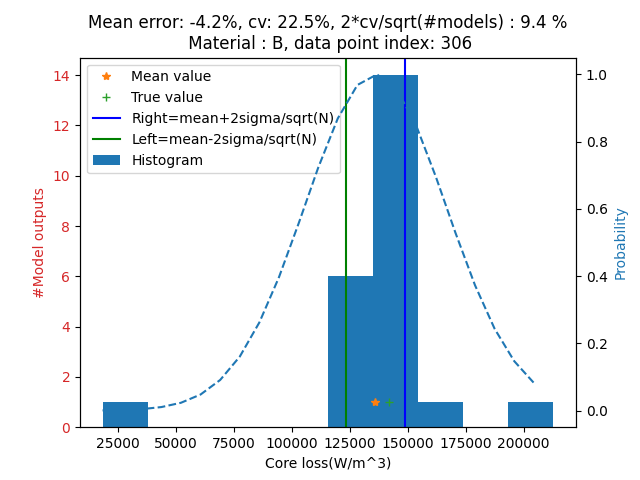 Mean error: -4.2%, cv: 22.5%, 2*cv/sqrt(#models) : 9.4 %
Material : B, data point index: 306
Mean value
True value
Right=mean+2sigma/sqrt(N)
Left=mean-2sigma/sqrt(N)
Histogram
#Model outputs
14
12
10
8
6
4
2
0
1.0
0.8
0.6
0.4
0.2
0.0
Probability
25000 50000 75000 100000 125000 150000 175000 200000
Core loss(W/m^3)